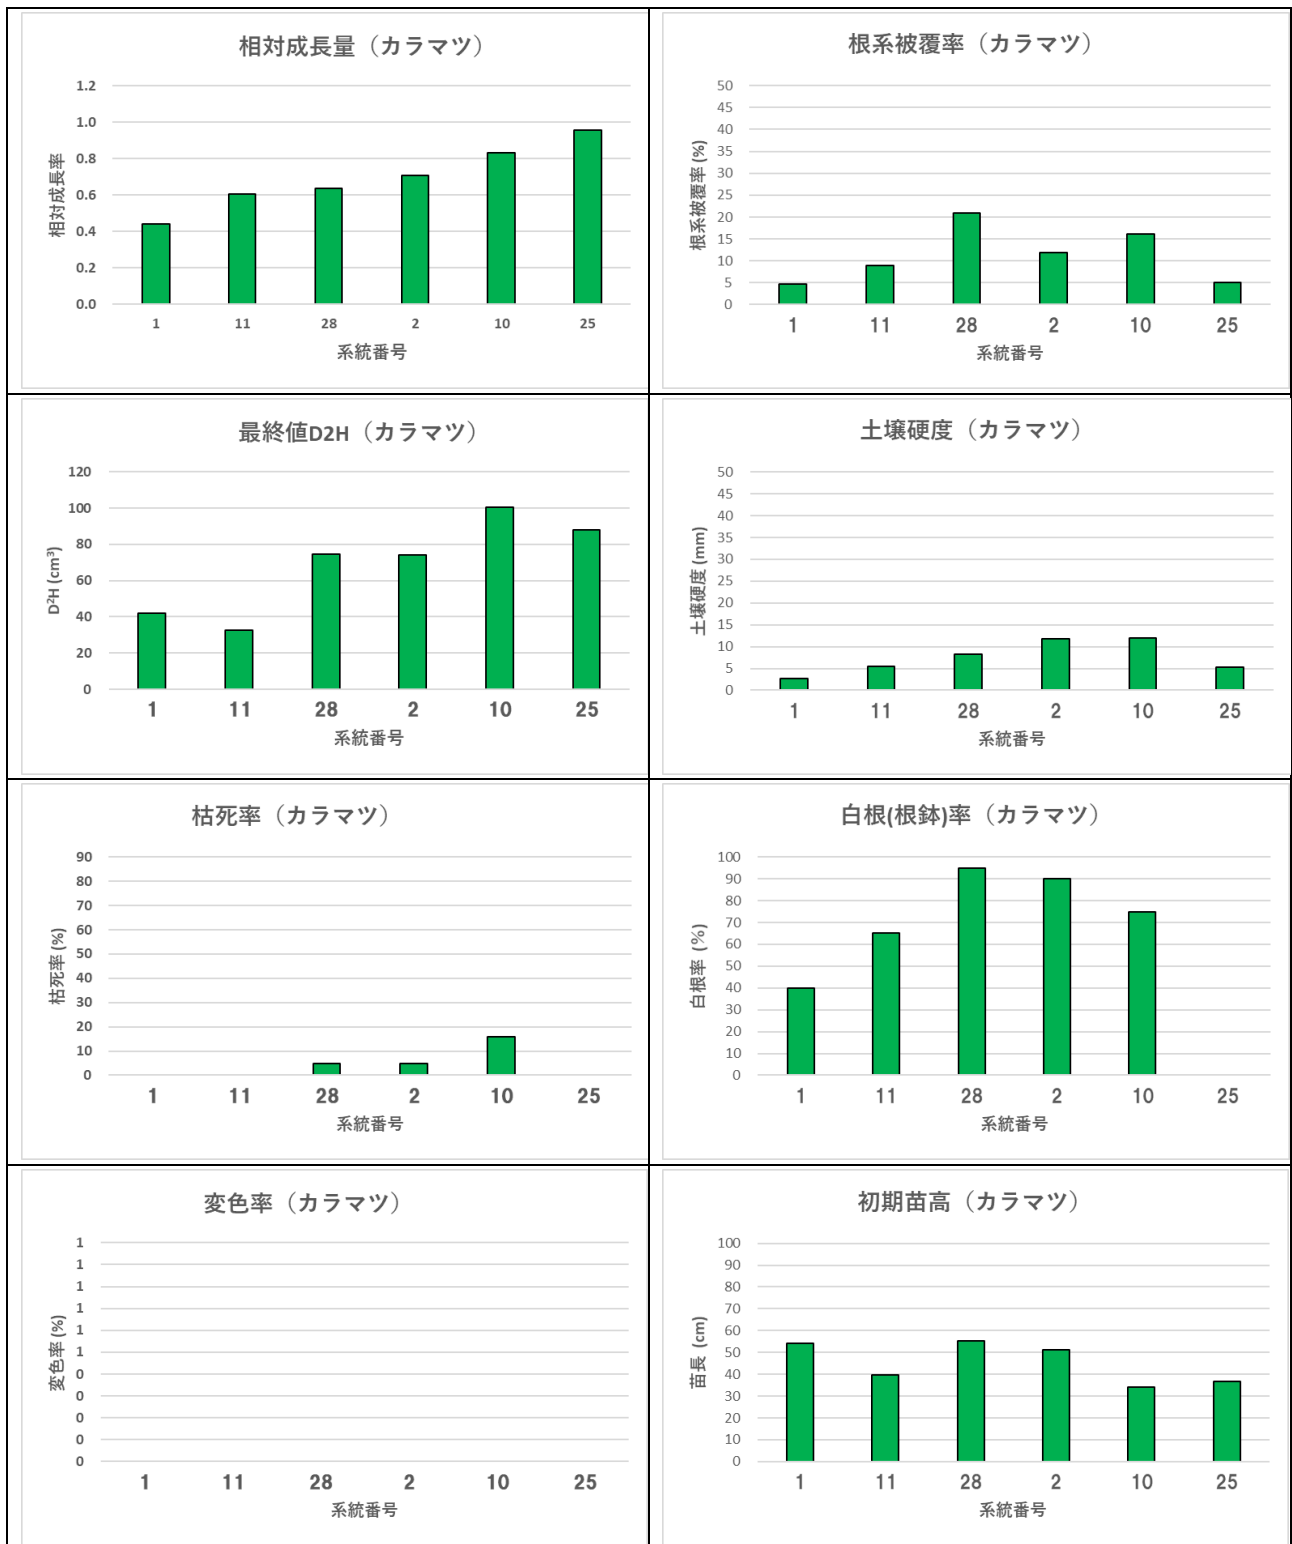 相対成長量（カラマツ）
1.2
1.0
0.8
0.6
0.4
0.2
0.0
相対成長率
1 11 28 2 10 25
系統番号
根系被覆率（カラマツ）
50
45
40
35
30
25
20
15
10
5
0
根系被覆率 (%)
1 11 28 2 10 25
系統番号
最終値D2H（カラマツ）
120
100
80
60
40
20
0
D²H (cm³)
1 11 28 2 10 25
系統番号
土壌硬度（カラマツ）
50
45
40
35
30
25
20
15
10
5
0
土壌硬度 (mm)
1 11 28 2 10 25
系統番号
枯死率（カラマツ）
90
80
70
60
50
40
30
20
10
0
枯死率 (%)
1 11 28 2 10 25
系統番号
白根(根鉢)率（カラマツ）
100
90
80
70
60
50
40
30
20
10
0
白根率（%）
1 11 28 2 10 25
系統番号
変色率（カラマツ）
1
1
1
1
1
1
0
0
0
0
0
変色率 (%)
1 11 28 2 10 25
系統番号
初期苗高（カラマツ）
100
90
80
70
60
50
40
30
20
10
0
苗長 (cm)
1 11 28 2 10 25
系統番号